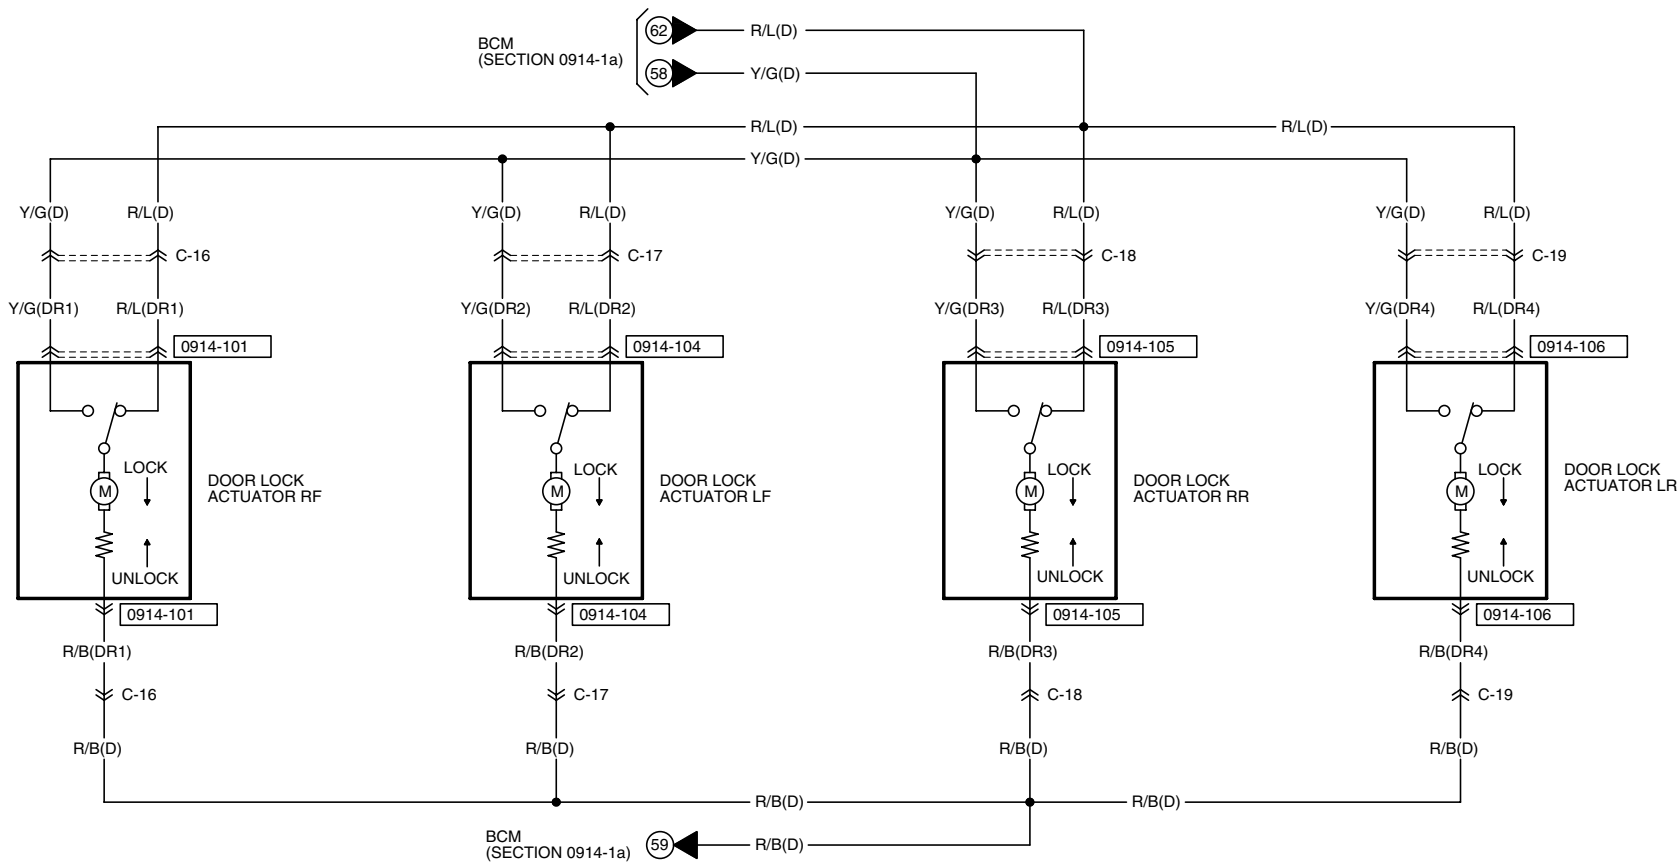 BCM
(SECTION 0914-1a)
62 R/L(D)
58 Y/G(D)
R/L(D) R/L(D)
Y/G(D)
Y/G(D) R/L(D) Y/G(D) R/L(D) Y/G(D) R/L(D) Y/G(D) R/L(D)
C-16 C-17 C-18 C-19
Y/G(DR1) R/L(DR1) Y/G(DR2) R/L(DR2) Y/G(DR3) R/L(DR3) Y/G(DR4) R/L(DR4)
0914-101 0914-104 0914-105 0914-106
LOCK LOCK LOCK LOCK
M M M M
UNLOCK UNLOCK UNLOCK UNLOCK
DOOR LOCK
ACTUATOR RF
DOOR LOCK
ACTUATOR LF
DOOR LOCK
ACTUATOR RR
DOOR LOCK
ACTUATOR LR
0914-101 0914-104 0914-105 0914-106
R/B(DR1) R/B(DR2) R/B(DR3) R/B(DR4)
C-16 C-17 C-18 C-19
R/B(D) R/B(D) R/B(D) R/B(D)
R/B(D) R/B(D)
BCM
(SECTION 0914-1a)
59 R/B(D)